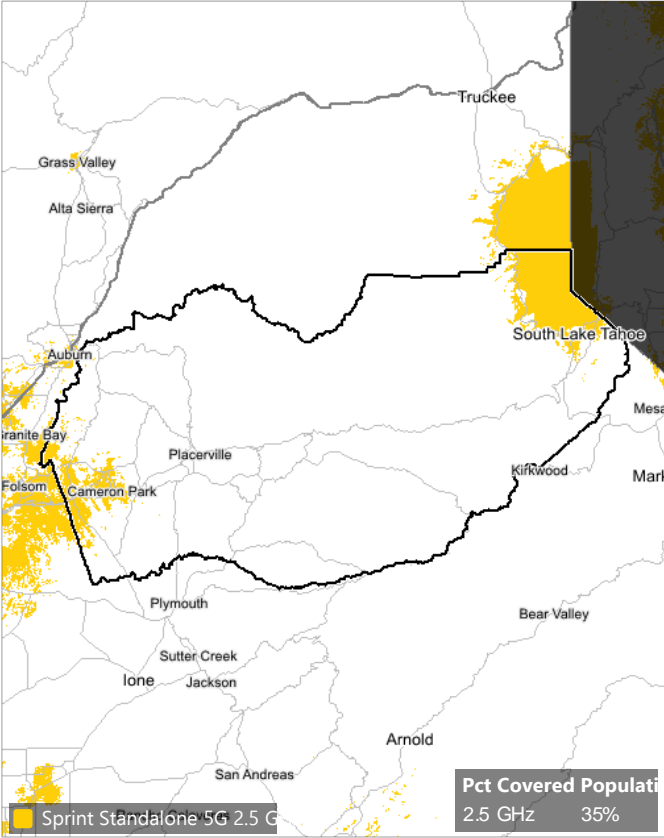 Truckee
Grass Valley
Alta Sierra
South Lake Tahoe
Auburn
Mesa
Granite Bay
Placerville
Kirkwood
Mark
Folsom
Cameron Park
Plymouth
Bear Valley
Sutter Creek
Ione
Jackson
Arnold
San Andreas
Pct Covered Populati
2.5 GHz 35%
Sprint Standalone 5G 2.5 G